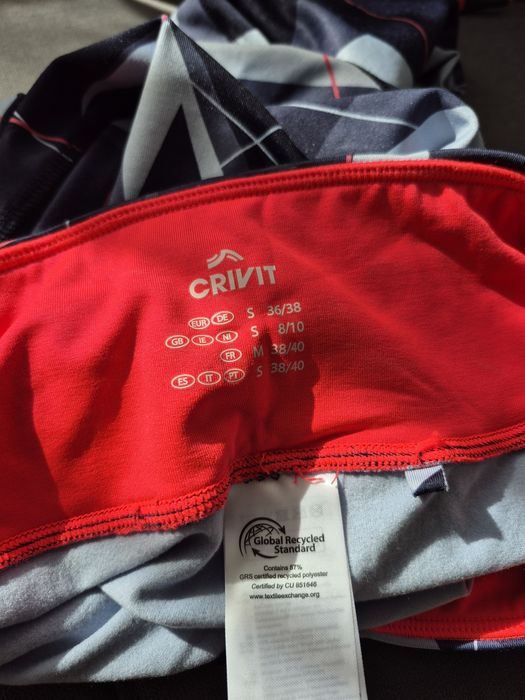 CRIVIT
EUR DE S 36/38
GB IE NI S 8/10
FR M 38/40
ES IT PT S 38/40
Global Recycled
Standard
Contains 87%
GRS certified recycled polyester
Certified by CU 851646
www.textileexchange.org